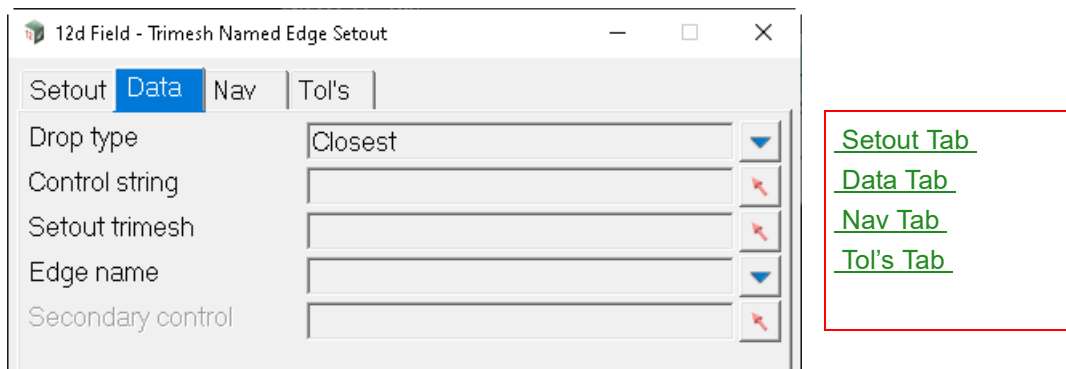 12d Field - Trimesh Named Edge Setout
Setout Data Nav Tol's
Drop type Closest
Control string
Setout trimesh
Edge name
Secondary control
Setout Tab
Data Tab
Nav Tab
Tol’s Tab